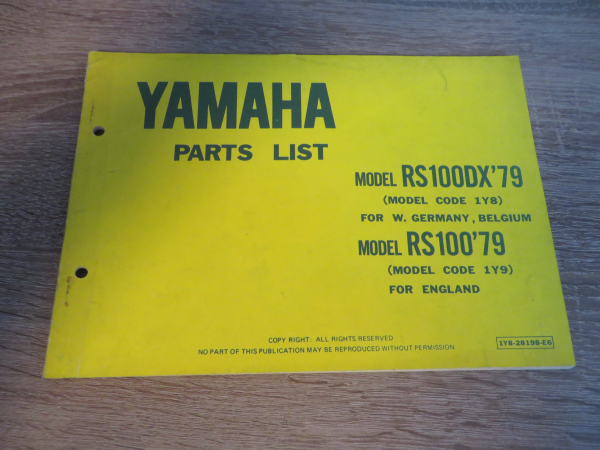 YAMAHA
PARTS LIST
MODEL RS100DX'79
(MODEL CODE 1Y8)
FOR W. GERMANY, BELGIUM
MODEL RS100'79
(MODEL CODE 1Y9)
FOR ENGLAND
COPY RIGHT: ALL RIGHTS RESERVED
NO PART OF THIS PUBLICATION MAY BE REPRODUCED WITHOUT PERMISSION
1Y8-28198-E6